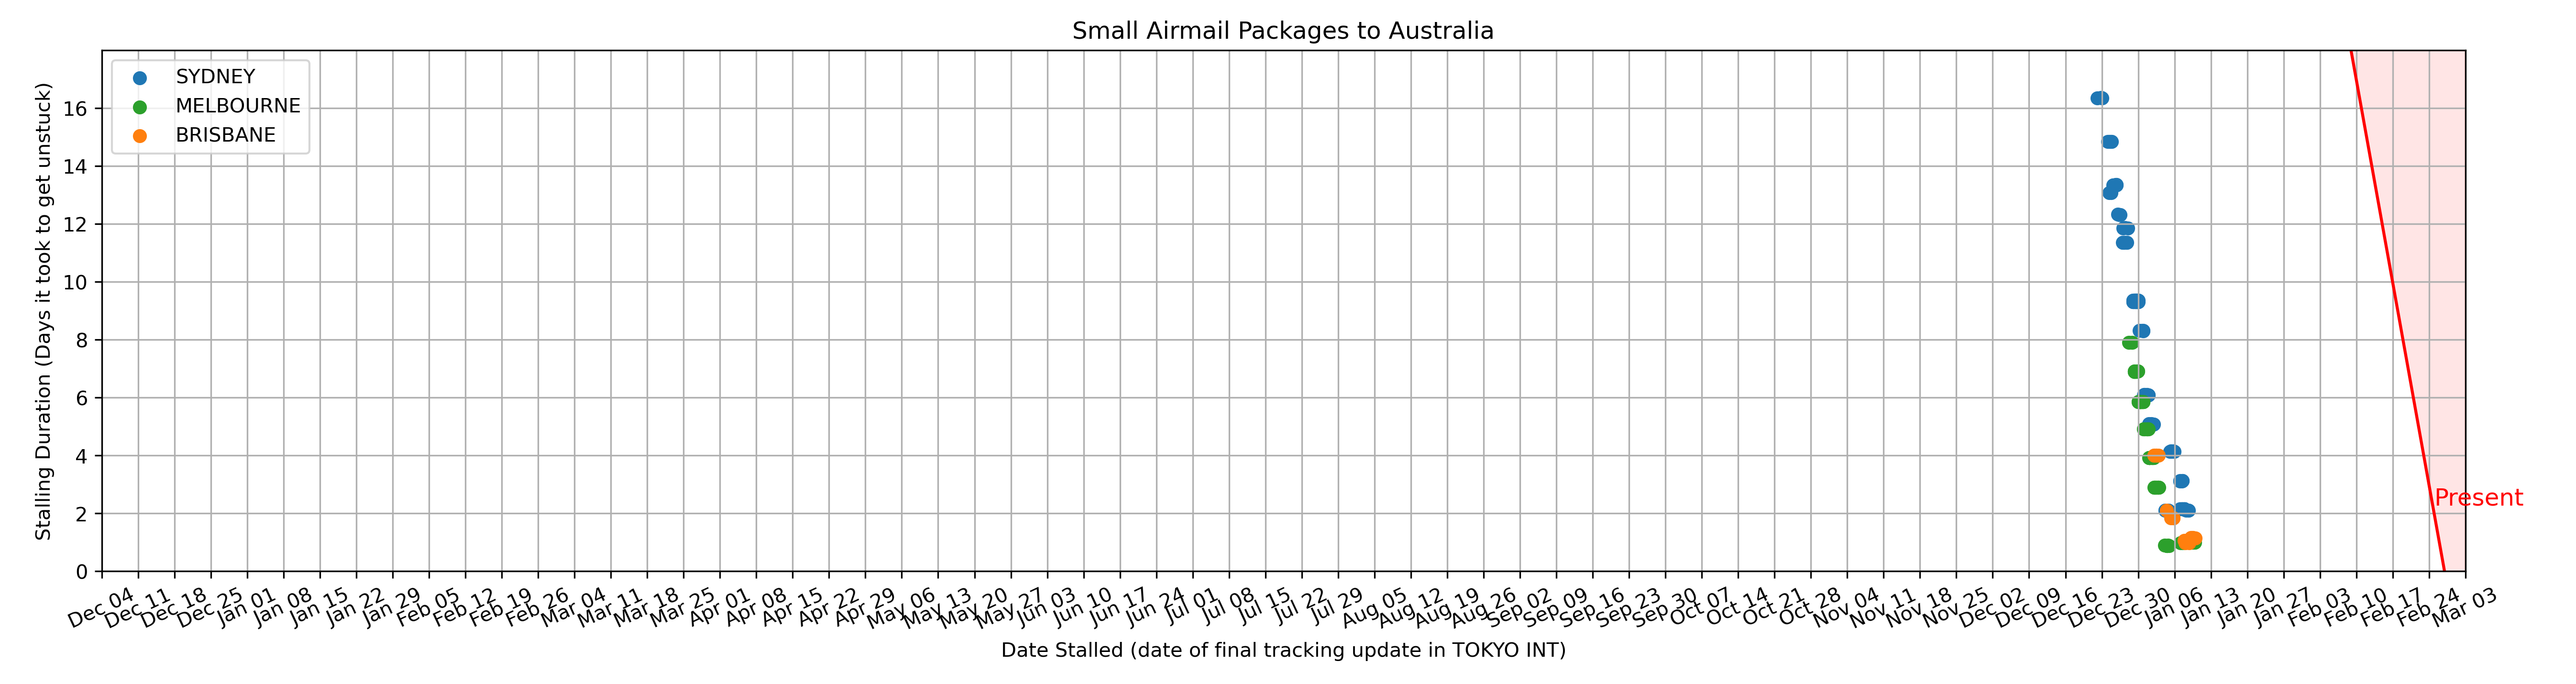 Small Airmail Packages to Australia
SYDNEY
MELBOURNE
BRISBANE
Stalling Duration (Days it took to get unstuck)
16
14
12
10
8
6
4
2
0
Present
Dec 04 Dec 11 Dec 18 Dec 25 Jan 01 Jan 08 Jan 15 Jan 22 Jan 29 Feb 05 Feb 12 Feb 19 Feb 26 Mar 04 Mar 11 Mar 18 Mar 25 Apr 01 Apr 08 Apr 15 Apr 22 Apr 29 May 06 May 13 May 20 May 27 Jun 03 Jun 10 Jun 17 Jun 24 Jul 01 Jul 08 Jul 15 Jul 22 Jul 29 Aug 05 Aug 12 Aug 19 Aug 26 Sep 02 Sep 09 Sep 16 Sep 23 Sep 30 Oct 07 Oct 14 Oct 21 Oct 28 Nov 04 Nov 11 Nov 18 Nov 25 Dec 02 Dec 09 Dec 16 Dec 23 Dec 30 Jan 06 Jan 13 Jan 20 Jan 27 Feb 03 Feb 10 Feb 17 Feb 24 Mar 03
Date Stalled (date of final tracking update in TOKYO INT)